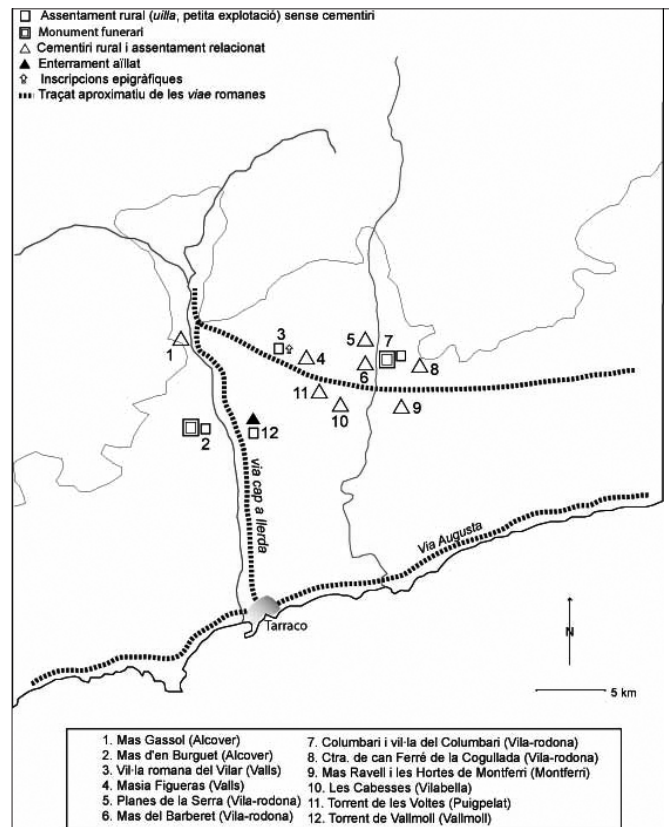 Assentament rural (uilla, petita explotació) sense cementiri
Monument funerari
Cementiri rural i assentament relacionat
Enterrament aïllat
Inscripcions epigràfiques
Traçat aproximatiu de les viae romanes
5
7
3
1
4
6
8
11
10
9
2
12
via cap a Ilerda
Via Augusta
Tarraco
N
5 km
1. Mas Gassol (Alcover)
2. Mas d'en Burguet (Alcover)
3. Vil·la romana del Vilar (Valls)
4. Masia Figueras (Valls)
5. Planes de la Serra (Vila-rodona)
6. Mas del Barberet (Vila-rodona)
7. Columbari i vil·la del Columbari (Vila-rodona)
8. Ctra. de can Ferré de la Cogullada (Vila-rodona)
9. Mas Ravell i les Hortes de Montferri (Montferri)
10. Les Cabesses (Vilabella)
11. Torrent de les Voltes (Puigpelat)
12. Torrent de Vallmoll (Vallmoll)